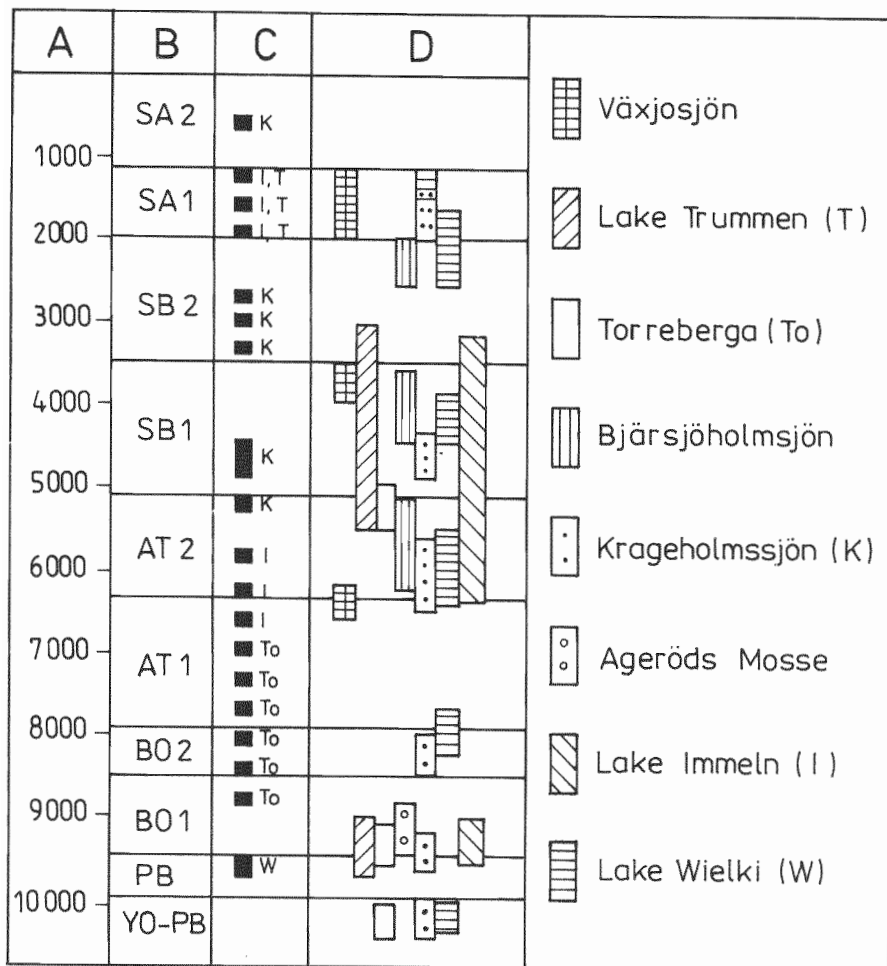 A B C D
SA 2 K
Växjosjön
1000
I, T
SA 1 I, T
Lake Trummen (T)
2000 I, T
SB 2 K
K
3000
K
Torreberga (To)
4000
SB 1 K
Bjärsjöholmsjön
5000
K
AT 2 I
Krageholmssjön (K)
6000
I
I
To
7000
AT 1 To
Ageröds Mosse
To
8000
To
BO 2
To
Lake Immeln (I)
To
9000
BO 1
W
PB
Lake Wielki (W)
10000
YO-PB